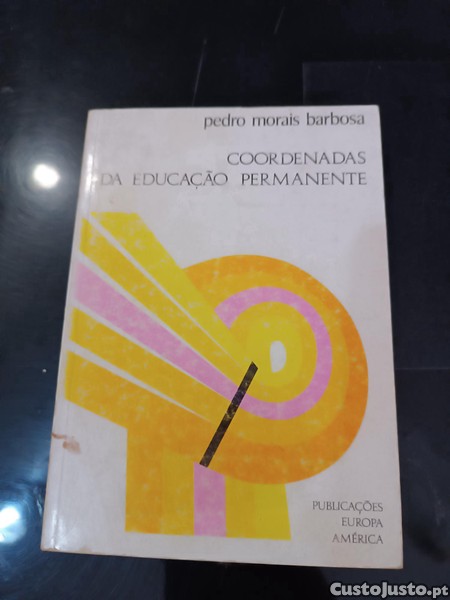 pedro morais barbosa
COORDENADAS
DA EDUCAÇÃO PERMANENTE
PUBLICAÇÕES
EUROPA
AMÉRICA
CustoJusto.pt